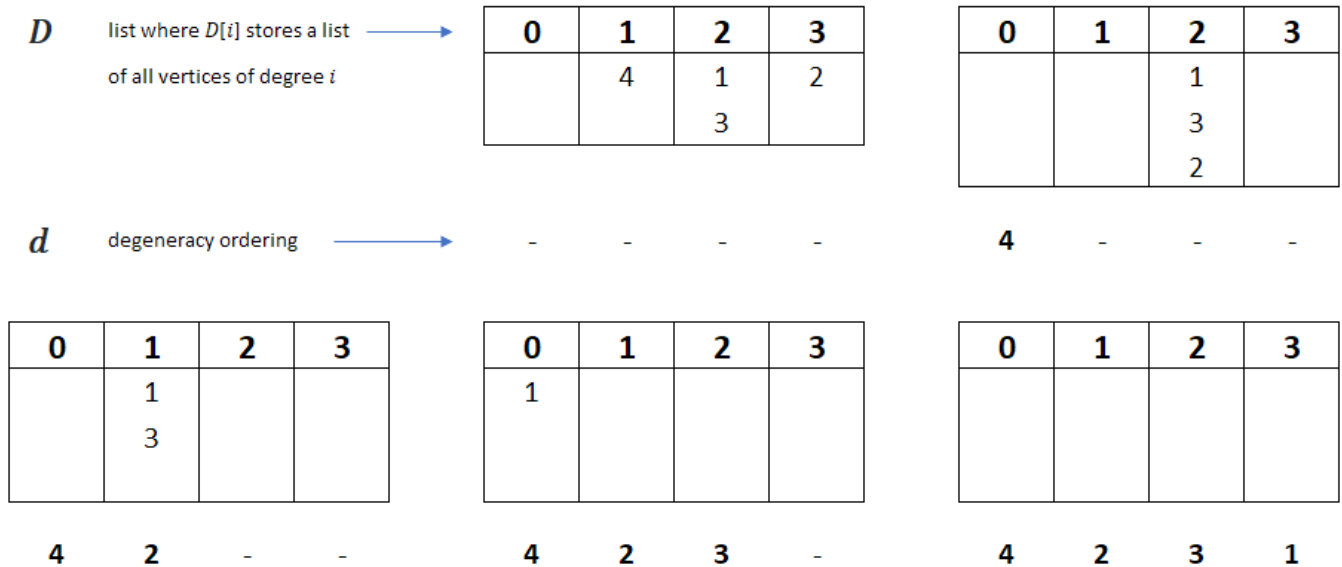 D list where D[i] stores a list 0 1 2 3 0 1 2 3
of all vertices of degree i 4 1 2 1
3 3
2
d degeneracy ordering - - - - 4 - - -
0 1 2 3 0 1 2 3 0 1 2 3
1 1
3
4 2 - - 4 2 3 - 4 2 3 1